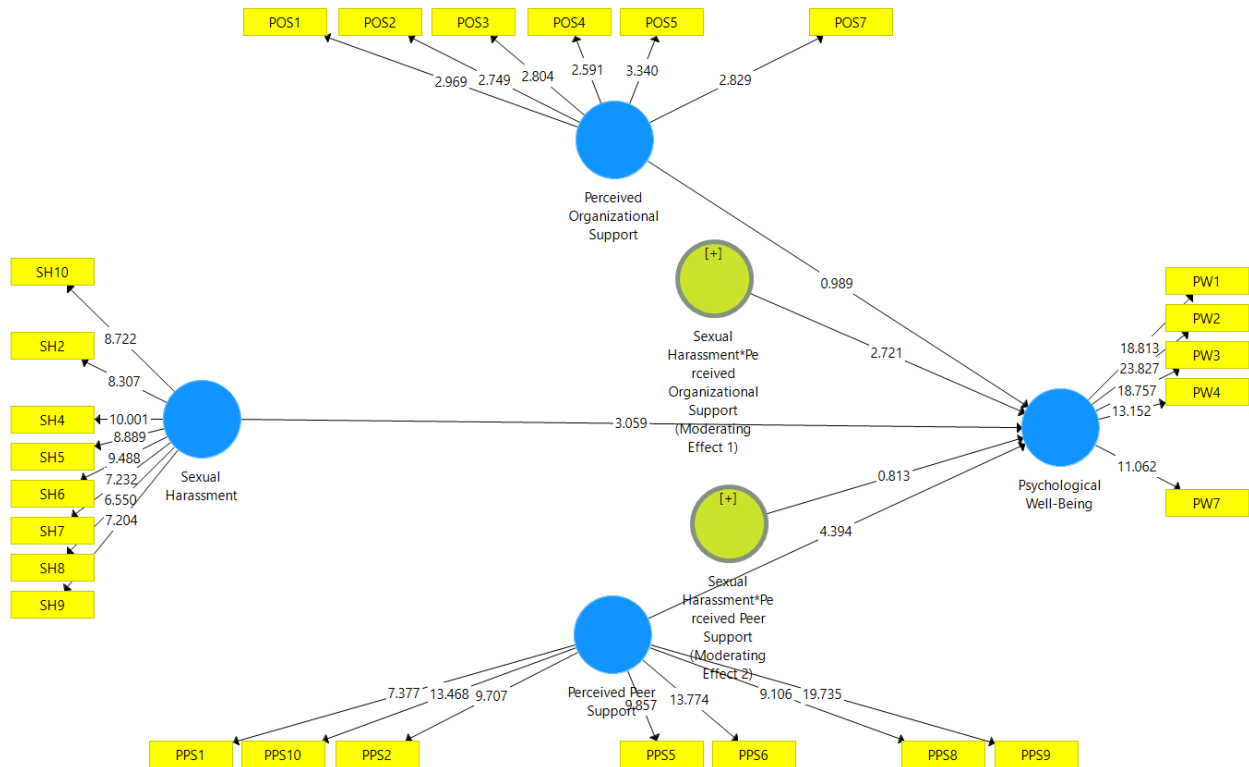 POS1 POS2 POS3 POS4 POS5 POS7
2.969 2.749 2.804 2.591 3.340 2.829
Perceived
Organizational
Support
[+]
Sexual
Harassment*Pe
rceived
Organizational
Support
(Moderating
Effect 1)
0.989
2.721
SH10
SH2
SH4
SH5
SH6
SH7
SH8
SH9
8.722
8.307
10.001
8.889
9.488
7.232
6.550
7.204
Sexual
Harassment
3.059
PW1
PW2
PW3
PW4
PW7
18.813
23.827
18.757
13.152
11.062
Psychological
Well-Being
[+]
Sexual
Harassment*Pe
rceived Peer
Support
(Moderating
Effect 2)
0.813
4.394
Perceived Peer
Support
7.377 13.468 9.707 9.857 13.774 9.106 19.735
PPS1 PPS10 PPS2 PPS5 PPS6 PPS8 PPS9